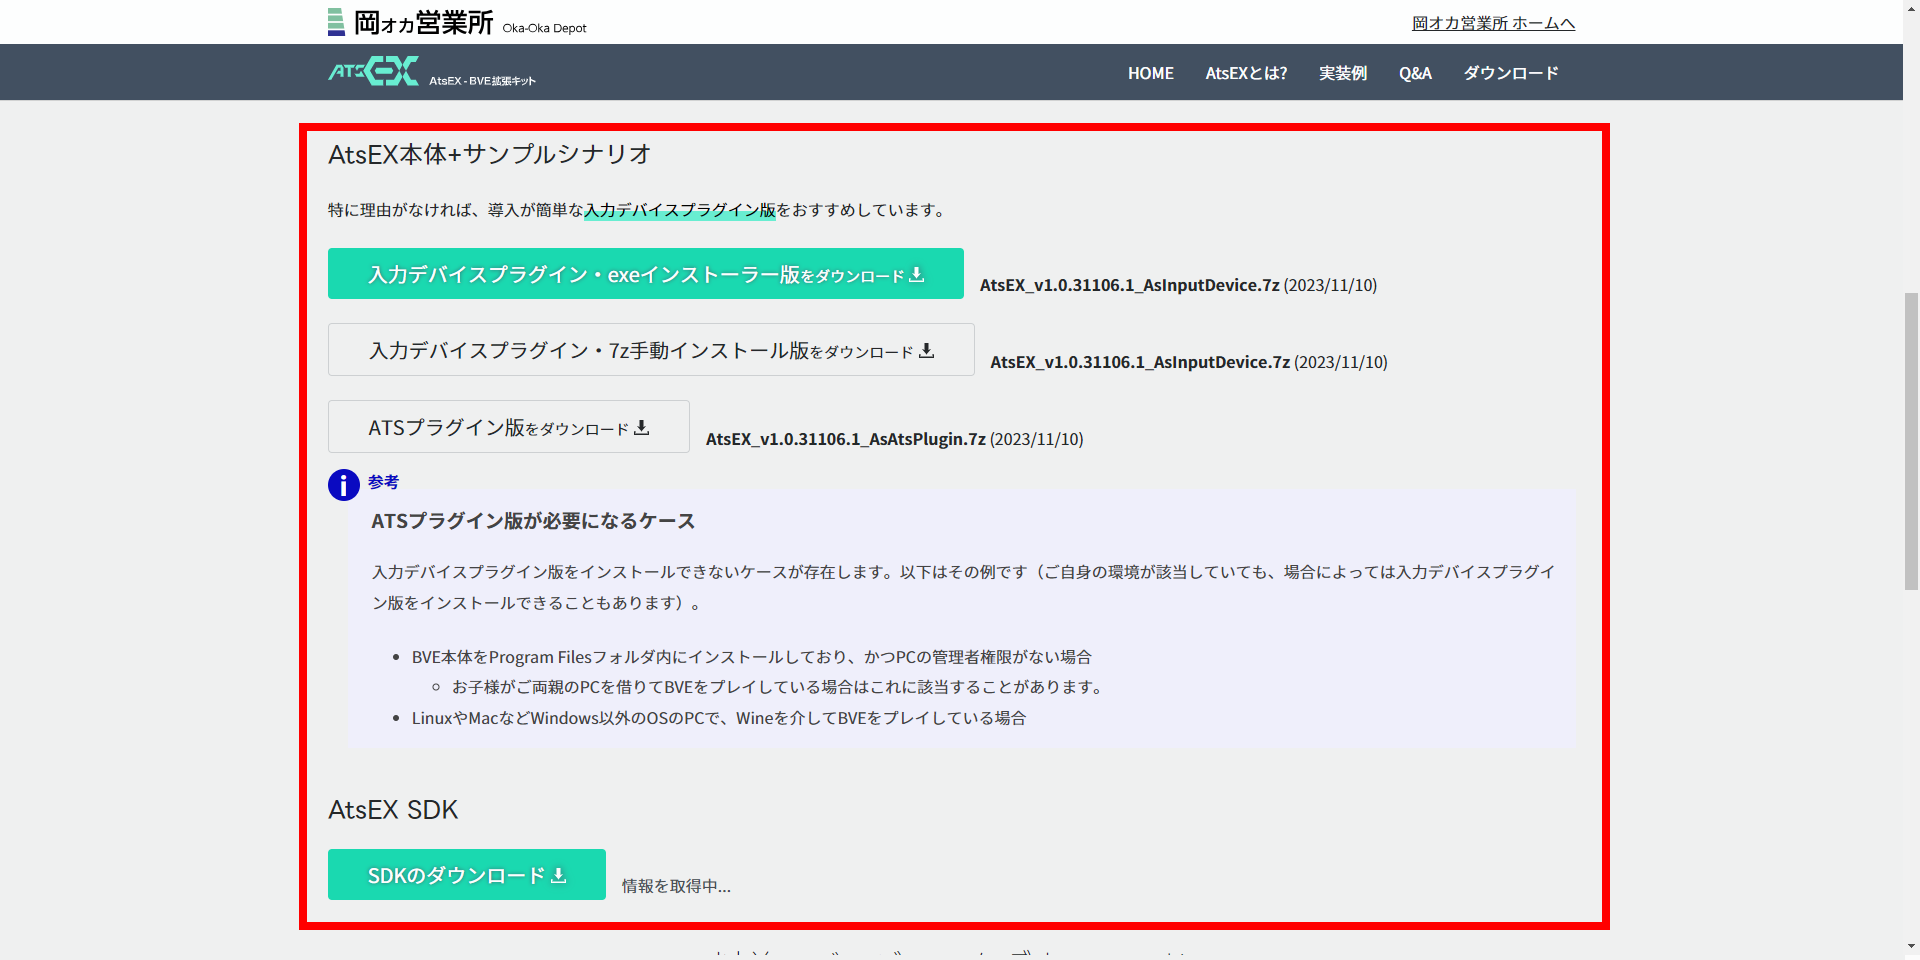 岡オカ営業所 Oka-Oka Depot
岡オカ営業所 ホームへ
ATSEX AtsEX - BVE拡張キット
HOME AtsEXとは? 実装例 Q&A ダウンロード
AtsEX本体+サンプルシナリオ
特に理由がなければ、導入が簡単な入力デバイスプラグイン版をおすすめしています。
入力デバイスプラグイン・exeインストーラー版をダウンロード
AtsEX_v1.0.31106.1_AsInputDevice.7z (2023/11/10)
入力デバイスプラグイン・7z手動インストール版をダウンロード
AtsEX_v1.0.31106.1_AsInputDevice.7z (2023/11/10)
ATSプラグイン版をダウンロード
AtsEX_v1.0.31106.1_AsAtsPlugin.7z (2023/11/10)
参考
ATSプラグイン版が必要になるケース
入力デバイスプラグイン版をインストールできないケースが存在します。以下はその例です（ご自身の環境が該当していても、場合によっては入力デバイスプラグイ
ン版をインストールできることもあります）。
BVE本体をProgram Filesフォルダ内にインストールしており、かつPCの管理者権限がない場合
お子様がご両親のPCを借りてBVEをプレイしている場合はこれに該当することがあります。
LinuxやMacなどWindows以外のOSのPCで、Wineを介してBVEをプレイしている場合
AtsEX SDK
SDKのダウンロード
情報を取得中...